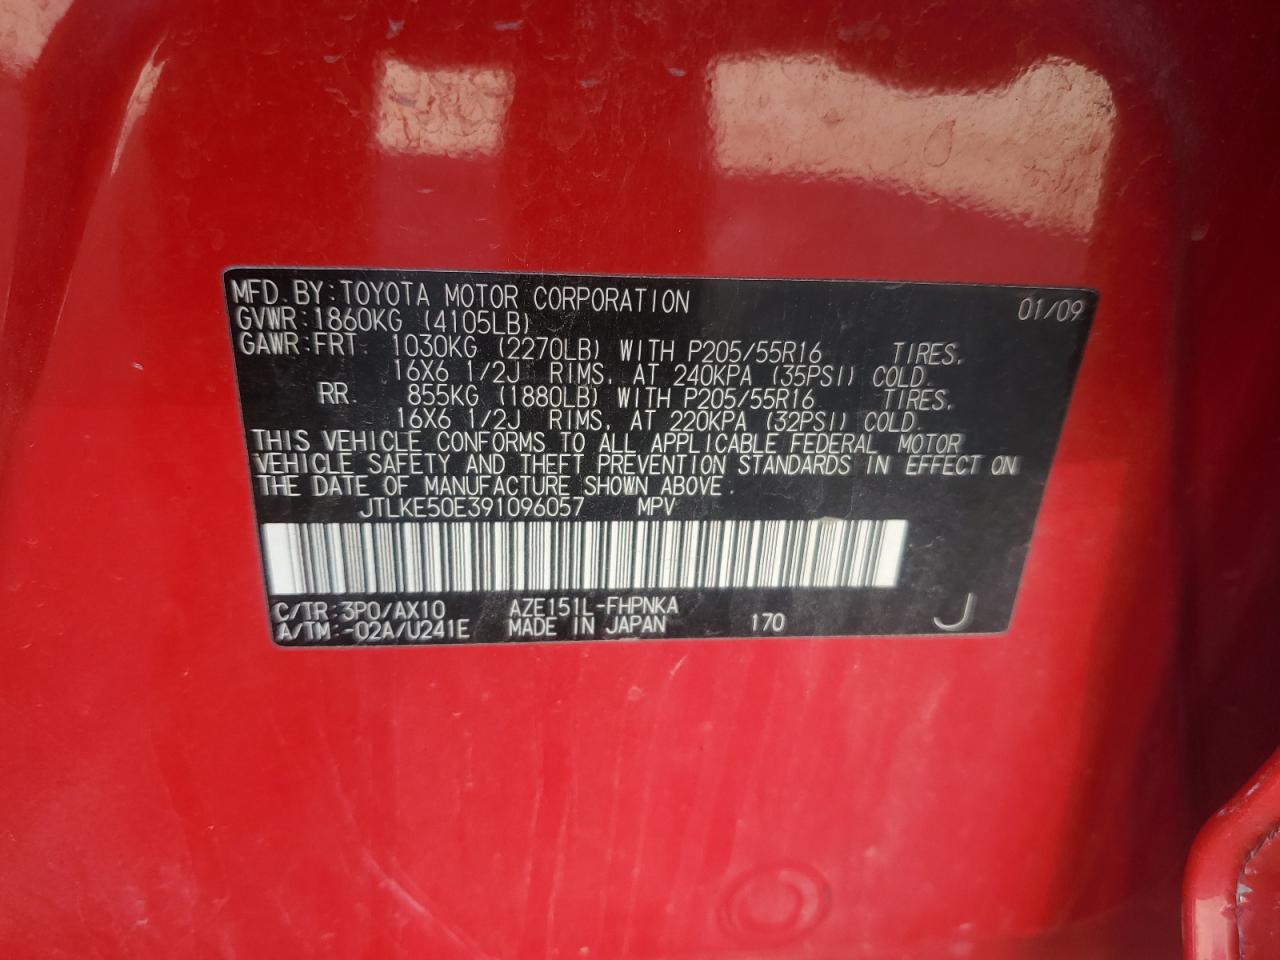 MFD. BY: TOYOTA MOTOR CORPORATION 01/09
GVWR: 1860KG (4105LB)
GAWR: FRT. 1030KG (2270LB) WITH P205/55R16 TIRES,
16X6 1/2J RIMS, AT 240KPA (35PSI) COLD.
RR. 855KG (1880LB) WITH P205/55R16 TIRES,
16X6 1/2J RIMS, AT 220KPA (32PSI) COLD.
THIS VEHICLE CONFORMS TO ALL APPLICABLE FEDERAL MOTOR
VEHICLE SAFETY AND THEFT PREVENTION STANDARDS IN EFFECT ON
THE DATE OF MANUFACTURE SHOWN ABOVE.
JTLKE50E391096057 MPV
C/TR: 3P0/AX10 AZE151L-FHPNKA
A/TM: -02A/U241E MADE IN JAPAN 170 J